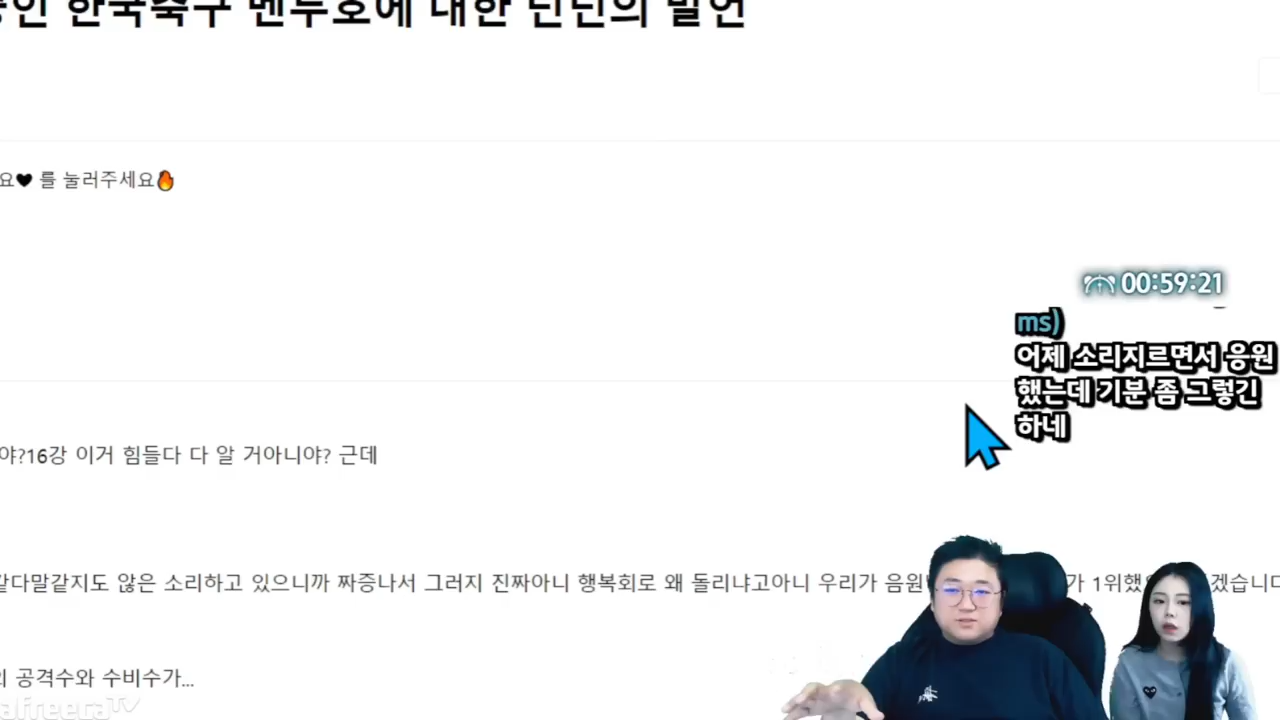 한국축구 벤투호에 대한 딘딘의 발언
요🖤 를 눌러주세요🔥
00:59:21
ms)
어제 소리지르면서 응원
했는데 기분 좀 그렇긴
하네
야?16강 이거 힘들다 다 알 거아니야? 근데
같다말같지도 않은 소리하고 있으니까 짜증나서 그러지 진짜아니 행복회로 왜 돌리냐고아니 우리가 음원 가 1위했 겠습니다
공격수와 수비수가...
afreecaTV